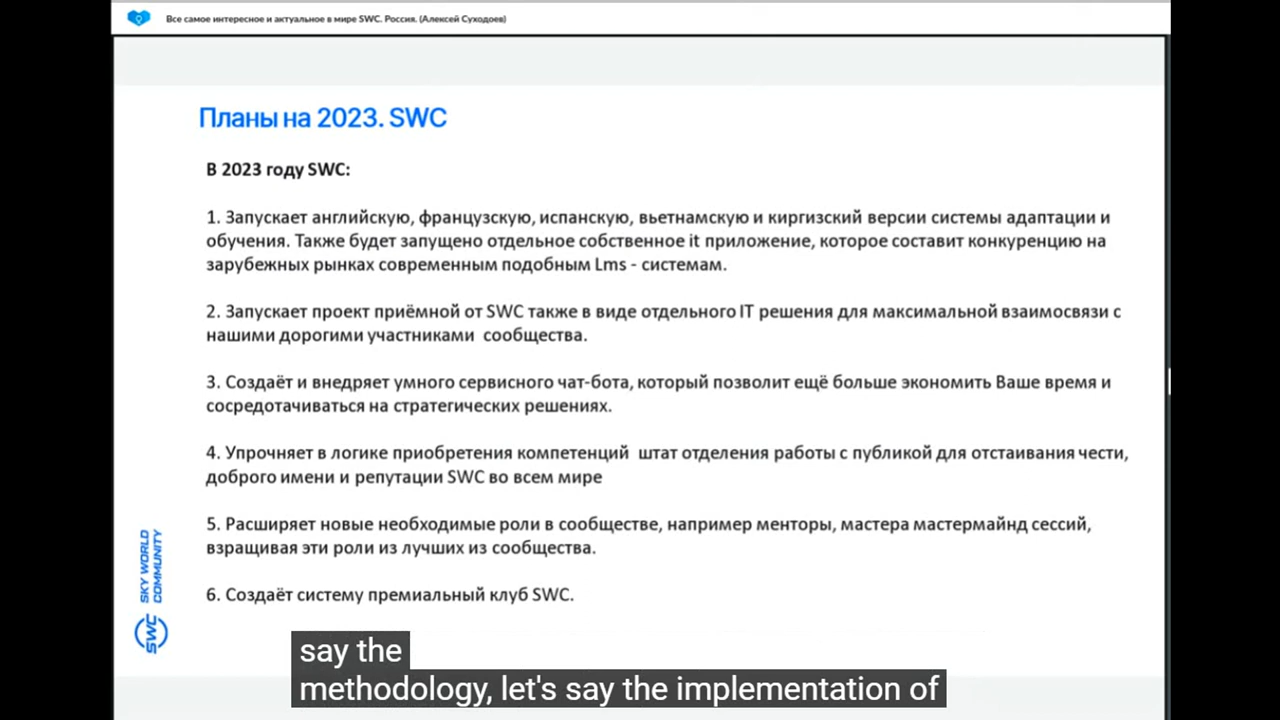 Все самое интересное и актуальное в мире SWC. Россия. (Алексей Суходоев)
Планы на 2023. SWC
В 2023 году SWC:
1. Запускает английскую, французскую, испанскую, вьетнамскую и киргизский версии системы адаптации и
обучения. Также будет запущено отдельное собственное it приложение, которое составит конкуренцию на
зарубежных рынках современным подобным Lms - системам.
2. Запускает проект приёмной от SWC также в виде отдельного IT решения для максимальной взаимосвязи с
нашими дорогими участниками сообщества.
3. Создаёт и внедряет умного сервисного чат-бота, который позволит ещё больше экономить Ваше время и
сосредотачиваться на стратегических решениях.
4. Упрочняет в логике приобретения компетенций штат отделения работы с публикой для отстаивания чести,
доброго имени и репутации SWC во всем мире
5. Расширяет новые необходимые роли в сообществе, например менторы, мастера мастермайнд сессий,
взращивая эти роли из лучших из сообщества.
6. Создаёт систему премиальный клуб SWC.
SWC
SKY WORLD
COMMUNITY
say the
methodology, let's say the implementation of